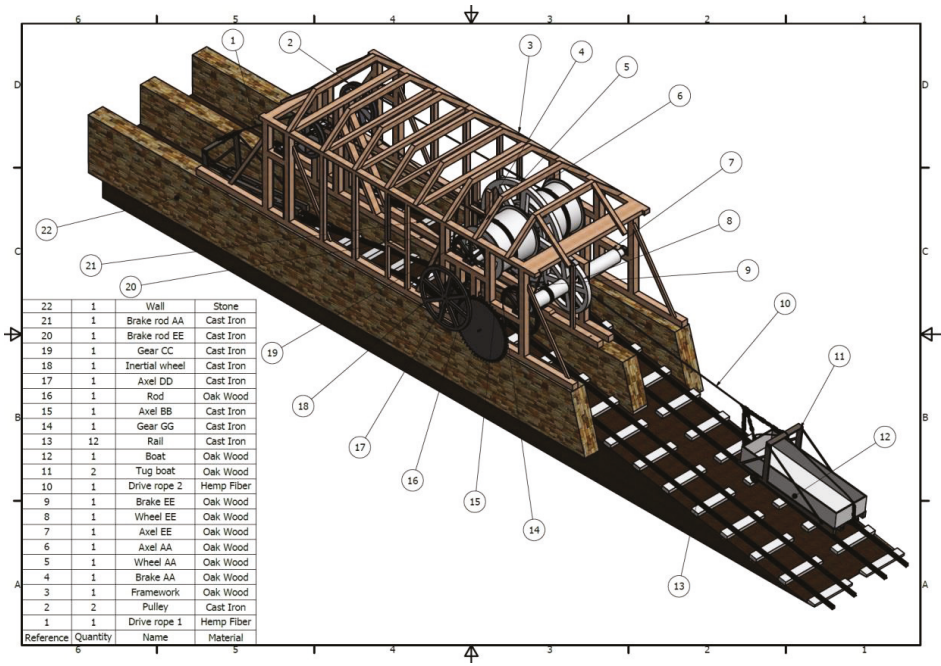 6 5 4 3 2 1
1
2
3
4
5
6
7
8
9
10
11
12
13
14
15
16
17
18
19
20
21
22
D D
C C
B B
A A
22 1 Wall Stone
21 1 Brake rod AA Cast Iron
20 1 Brake rod EE Cast Iron
19 1 Gear CC Cast Iron
18 1 Inertial wheel Cast Iron
17 1 Axel DD Cast Iron
16 1 Rod Oak Wood
15 1 Axel BB Cast Iron
14 1 Gear GG Cast Iron
13 12 Rail Cast Iron
12 1 Boat Oak Wood
11 2 Tug boat Oak Wood
10 1 Drive rope 2 Hemp Fiber
9 1 Brake EE Oak Wood
8 1 Wheel EE Oak Wood
7 1 Axel EE Oak Wood
6 1 Axel AA Oak Wood
5 1 Wheel AA Oak Wood
4 1 Brake AA Oak Wood
3 1 Framework Oak Wood
2 2 Pulley Cast Iron
1 1 Drive rope 1 Hemp Fiber
Reference Quantity Name Material
6 5 4 3 2 1